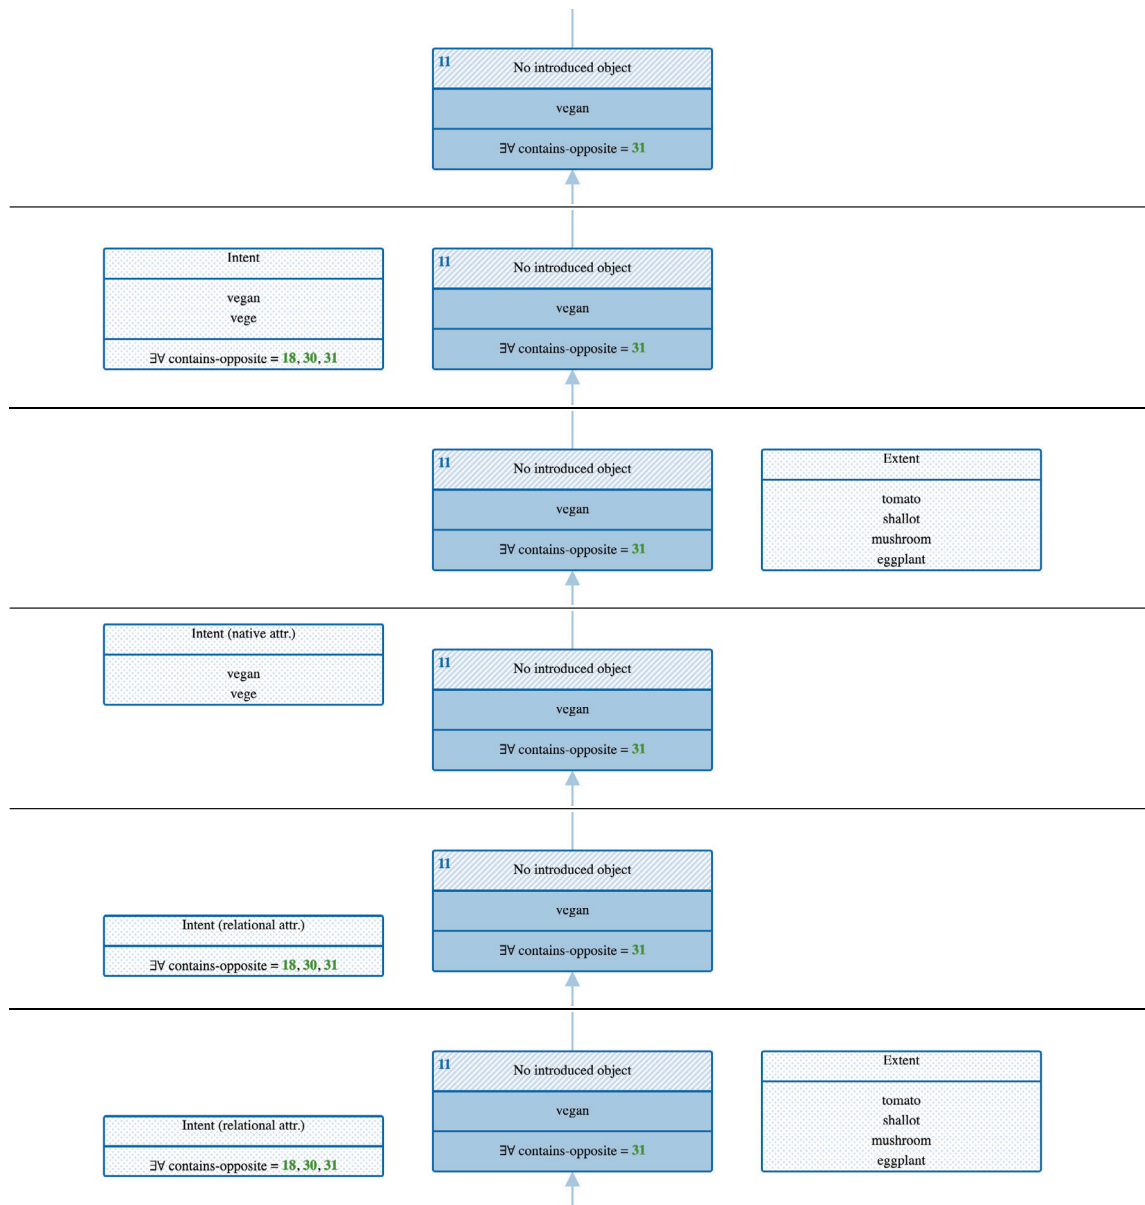 11
No introduced object
vegan
∃∀ contains-opposite = 31
Intent
vegan
vege
∃∀ contains-opposite = 18, 30, 31
11
No introduced object
vegan
∃∀ contains-opposite = 31
11
No introduced object
vegan
∃∀ contains-opposite = 31
Extent
tomato
shallot
mushroom
eggplant
Intent (native attr.)
vegan
vege
11
No introduced object
vegan
∃∀ contains-opposite = 31
Intent (relational attr.)
∃∀ contains-opposite = 18, 30, 31
11
No introduced object
vegan
∃∀ contains-opposite = 31
Intent (relational attr.)
∃∀ contains-opposite = 18, 30, 31
11
No introduced object
vegan
∃∀ contains-opposite = 31
Extent
tomato
shallot
mushroom
eggplant